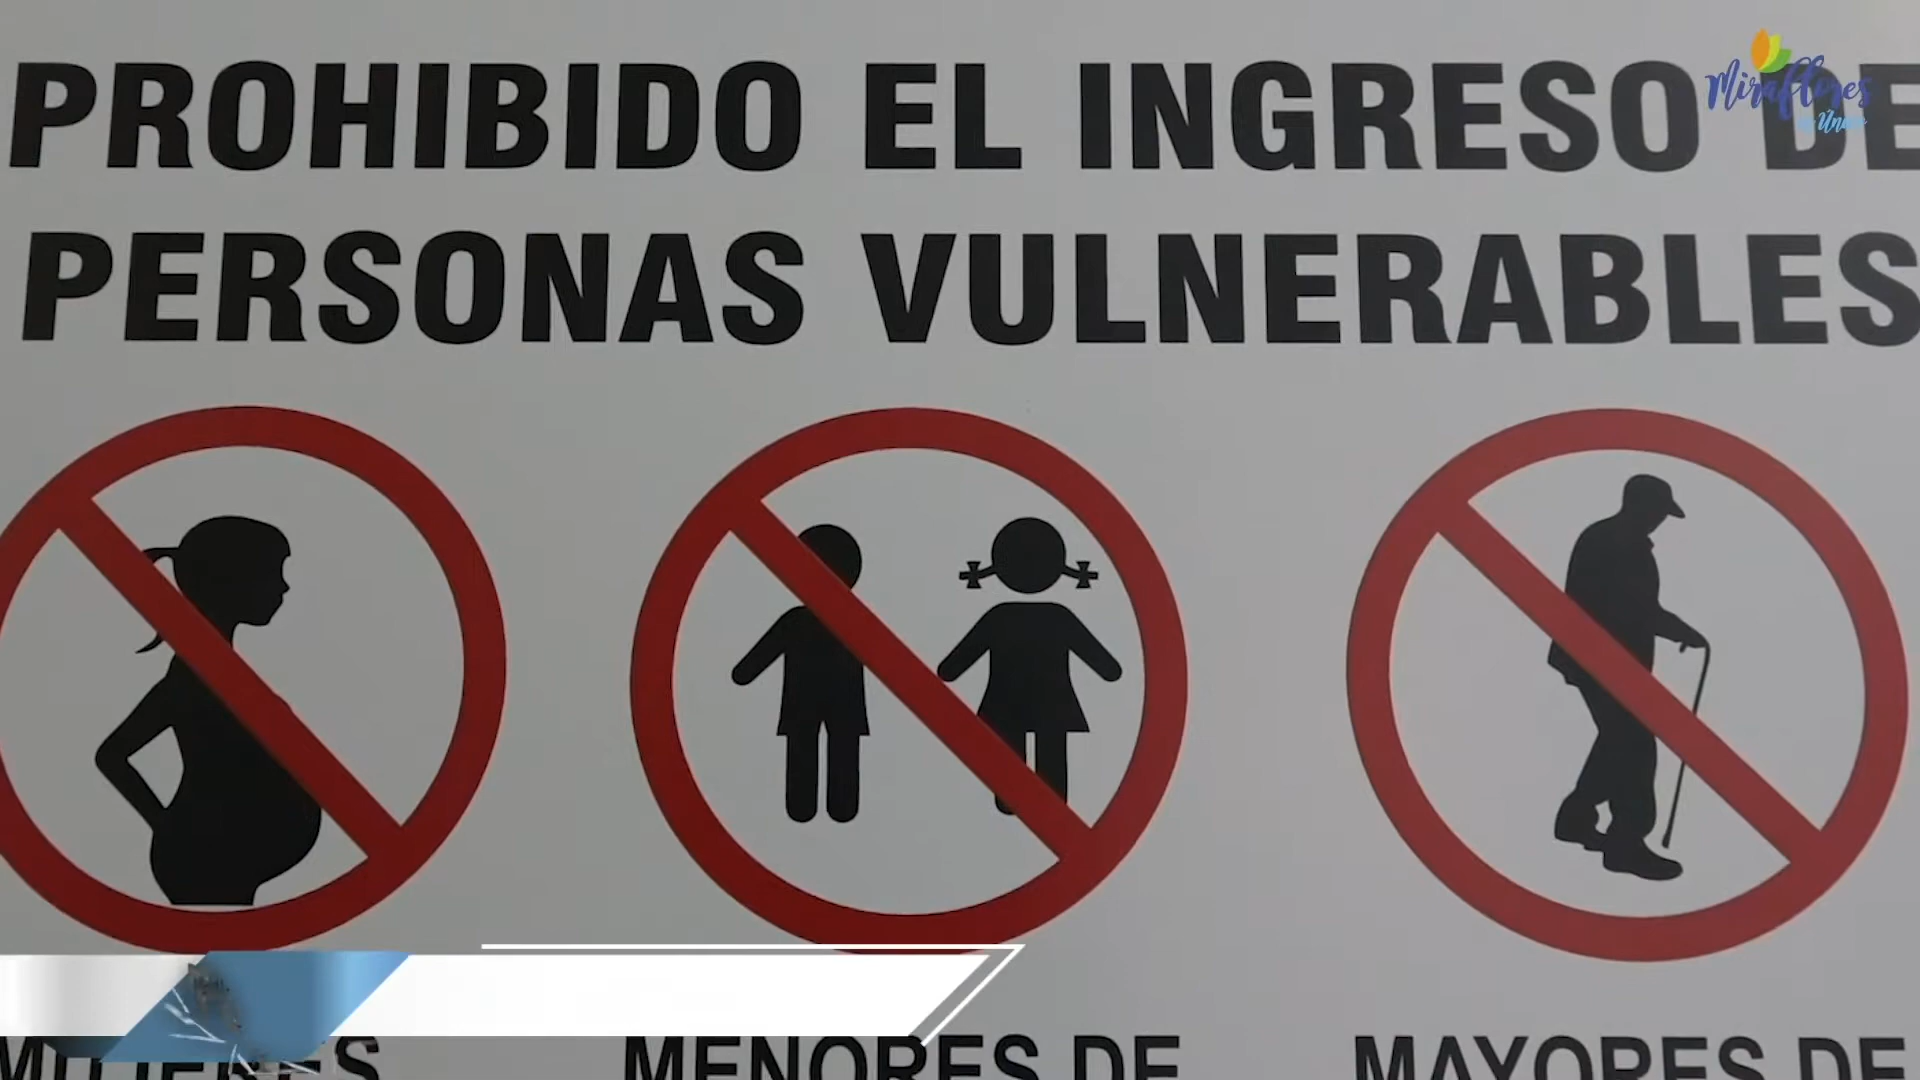 PROHIBIDO EL INGRESO DE
PERSONAS VULNERABLES
Miraflores
MENORES DE
MAYORES DE